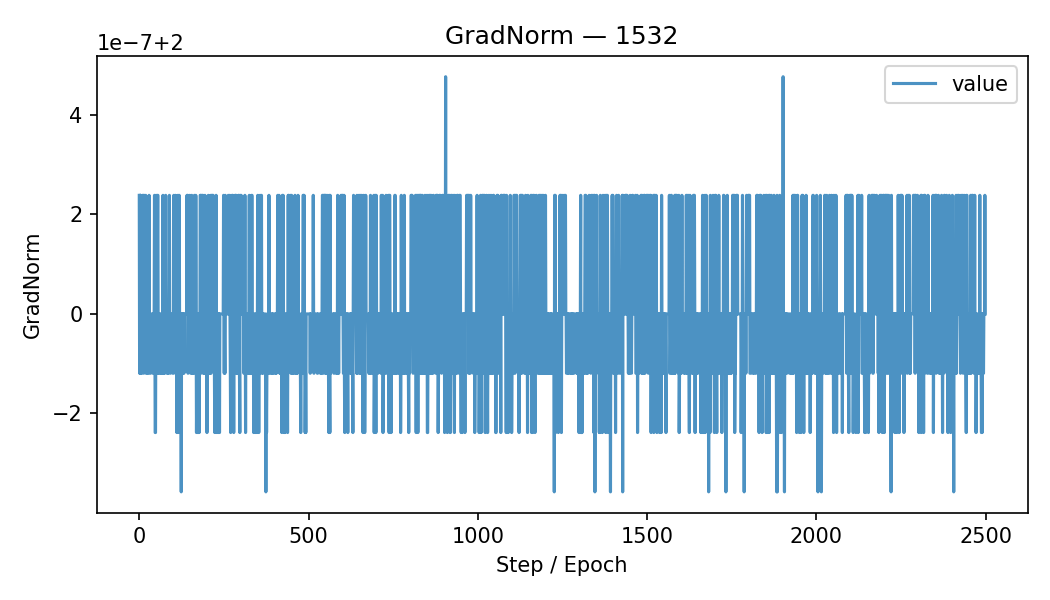 GradNorm — 1532
1e−7+2
value
GradNorm
4
2
0
−2
0 500 1000 1500 2000 2500
Step / Epoch